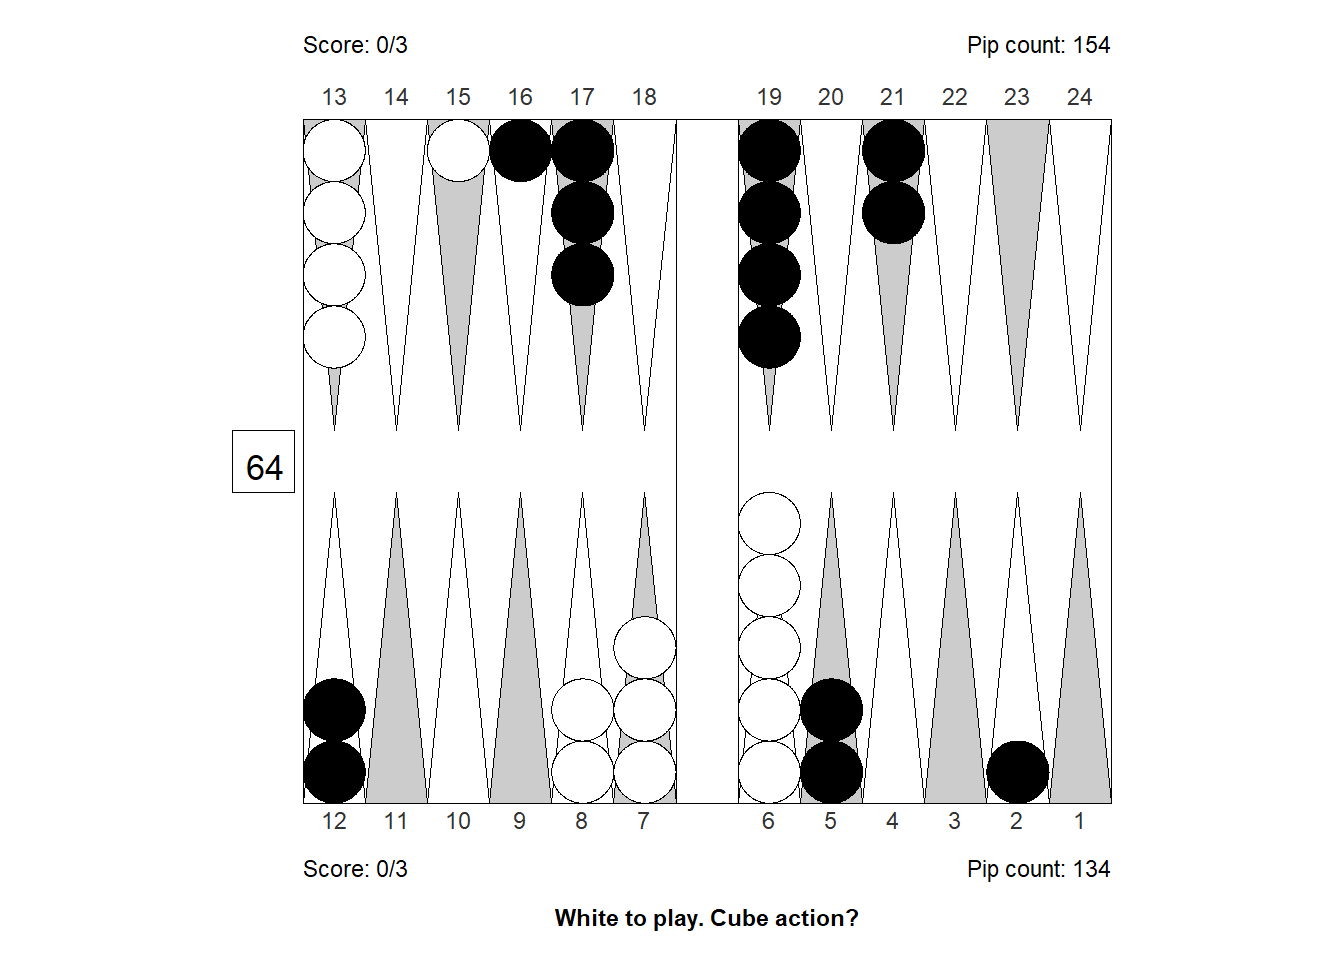 Score: 0/3 Pip count: 154
13 14 15 16 17 18 19 20 21 22 23 24
64
12 11 10 9 8 7 6 5 4 3 2 1
Score: 0/3 Pip count: 134
White to play. Cube action?